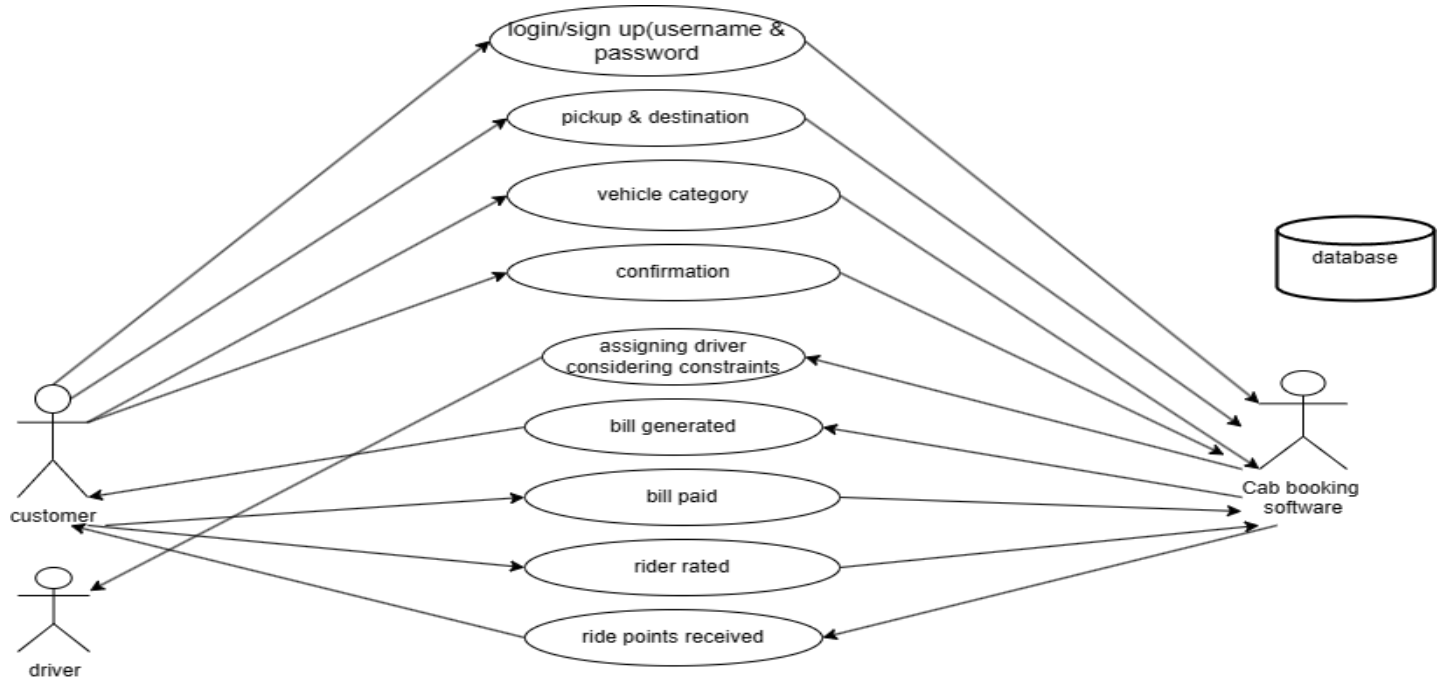 login/sign up(username &
password
pickup & destination
vehicle category
confirmation
database
assigning driver
considering constraints
bill generated
bill paid
Cab booking
software
customer
rider rated
ride points received
driver